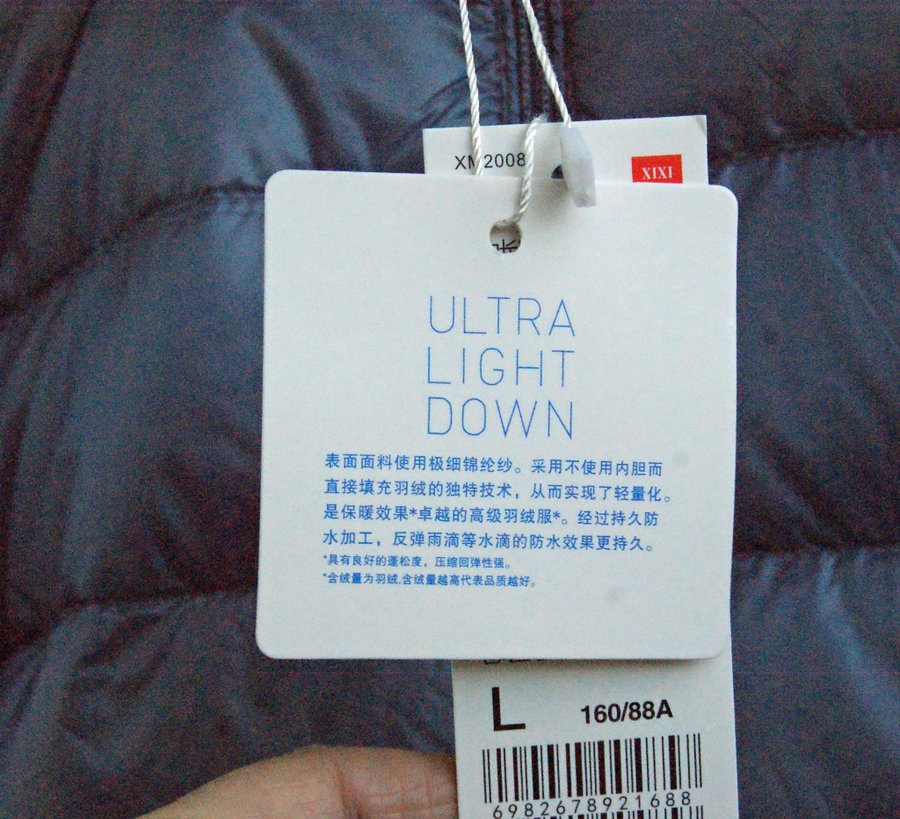 XM2008
XIXI
ULTRA
LIGHT
DOWN
表面面料使用极细锦纶纱。采用不使用内胆而
直接填充羽绒的独特技术，从而实现了轻量化。
是保暖效果*卓越的高级羽绒服*。经过持久防
水加工，反弹雨滴等水滴的防水效果更持久。
*具有良好的蓬松度，压缩回弹性强。
*含绒量为羽绒,含绒量越高代表品质越好。
L 160/88A
6982678921688